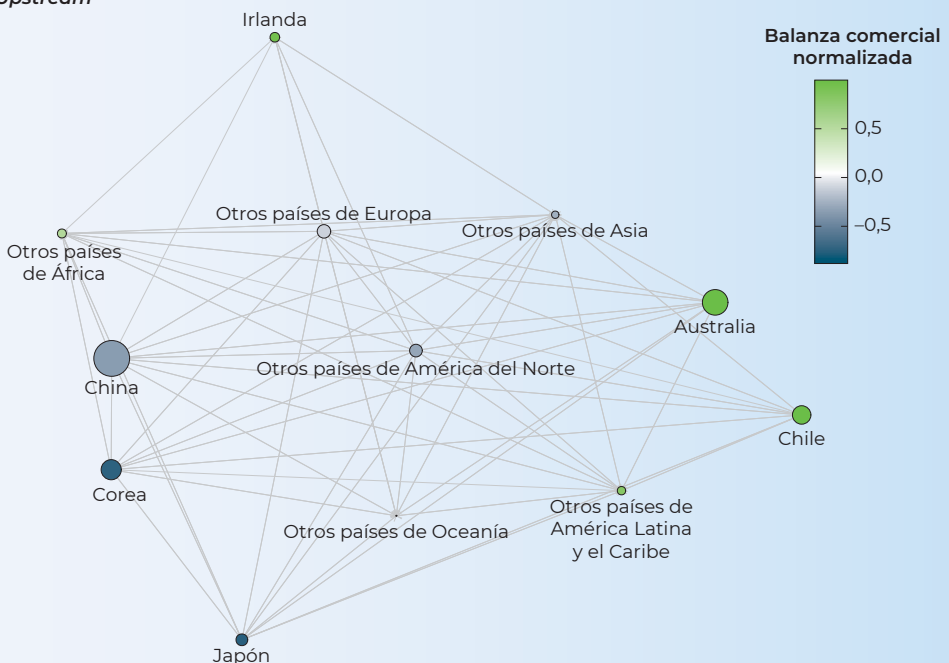 Upstream
Irlanda
Balanza comercial
normalizada
0,5
0,0
–0,5
Otros países de Europa
Otros países de Asia
Otros países
de África
Australia
Otros países de América del Norte
China
Chile
Corea
Otros países de
América Latina
y el Caribe
Otros países de Oceanía
Japón